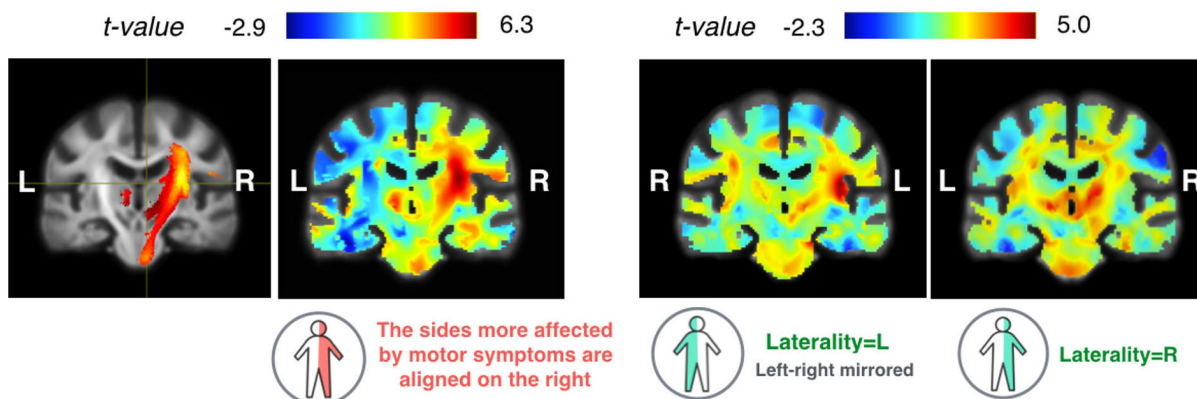 t-value -2.9 6.3
t-value -2.3 5.0
L R
L R
R L
L R
The sides more affected
by motor symptoms are
aligned on the right
Laterality=L
Left-right mirrored
Laterality=R